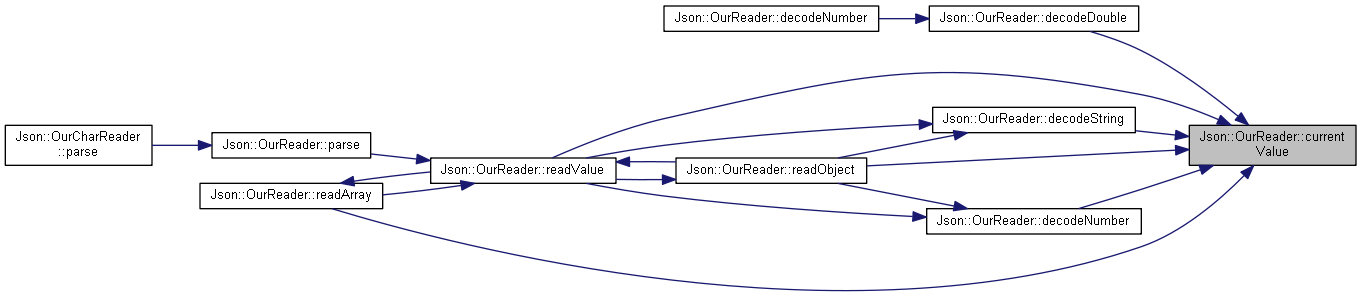 Json::OurReader::decodeNumber
Json::OurReader::decodeDouble
Json::OurCharReader
::parse
Json::OurReader::parse
Json::OurReader::decodeString
Json::OurReader::current
Value
Json::OurReader::readValue
Json::OurReader::readObject
Json::OurReader::readArray
Json::OurReader::decodeNumber